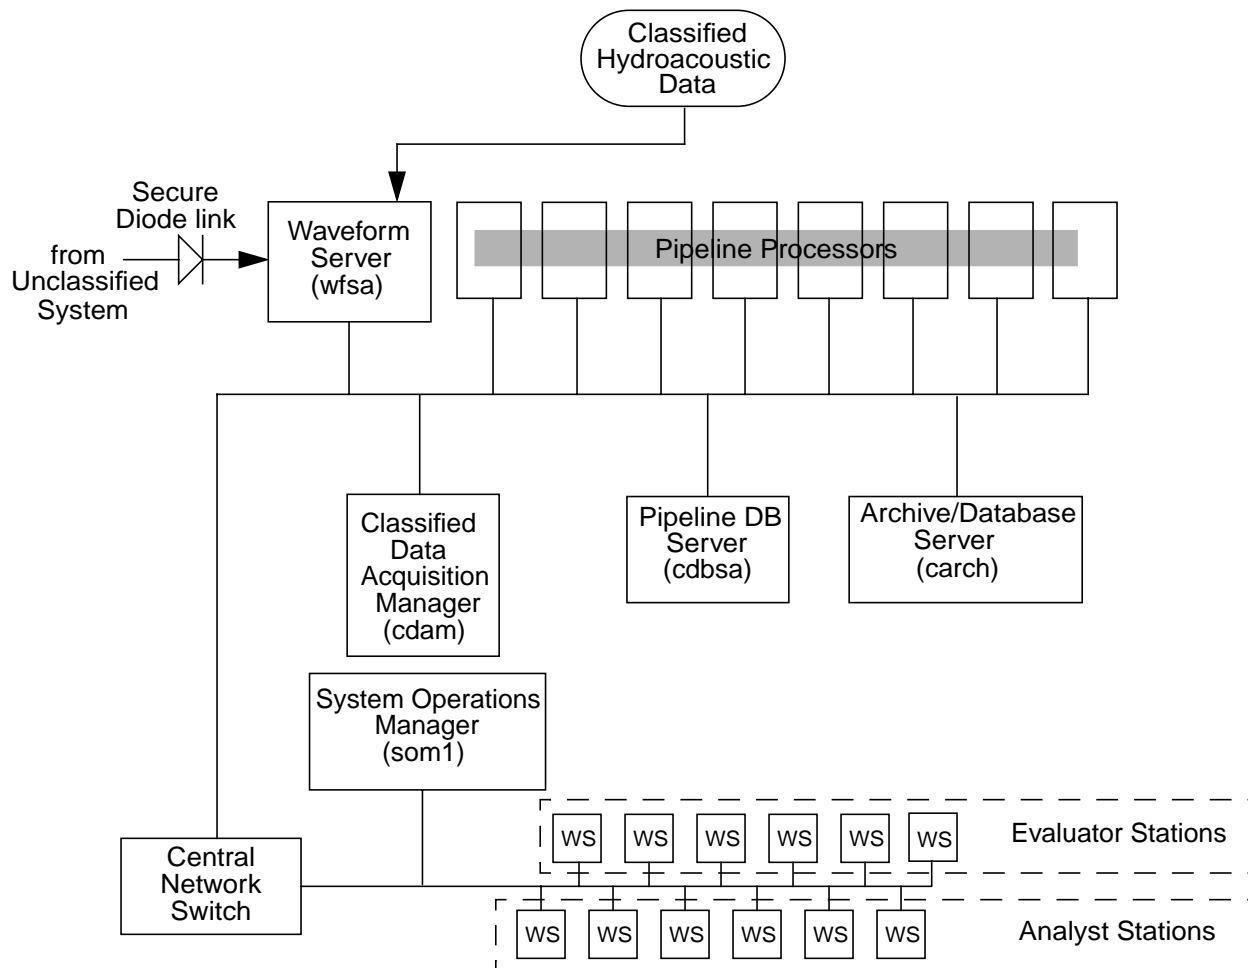 Classified
Hydroacoustic
Data
Secure
Diode link
from
Unclassified
System
Waveform
Server
(wfsa)
Pipeline Processors
Classified
Data
Acquisition
Manager
(cdam)
Pipeline DB
Server
(cdbsa)
Archive/Database
Server
(carch)
System Operations
Manager
(som1)
Central
Network
Switch
WS
WS
WS
WS
WS
WS
Evaluator Stations
WS
WS
WS
WS
WS
WS
Analyst Stations